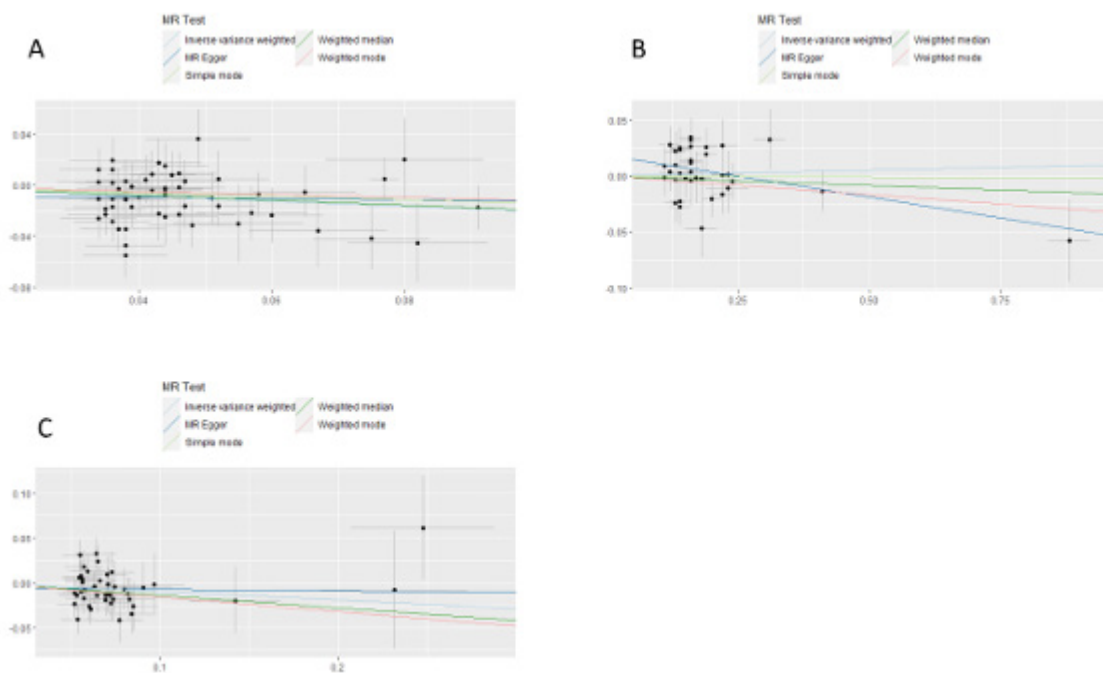 A
MR Test
Inverse variance weighted
Weighted median
MR Egger
Weighted mode
Simple mode
0.04
0.00
-0.04
-0.08
0.04
0.06
0.08
B
MR Test
Inverse variance weighted
Weighted median
MR Egger
Weighted mode
Simple mode
0.05
0.00
-0.05
-0.10
0.25
0.50
0.75
C
MR Test
Inverse variance weighted
Weighted median
MR Egger
Weighted mode
Simple mode
0.10
0.05
0.00
-0.05
0.1
0.2